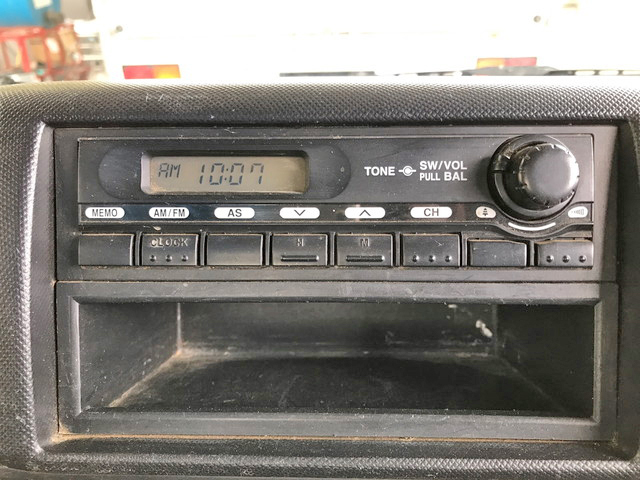 AM 10:07
TONE SW/VOL
PULL BAL
MEMO AM/FM AS CH
CLOCK H M